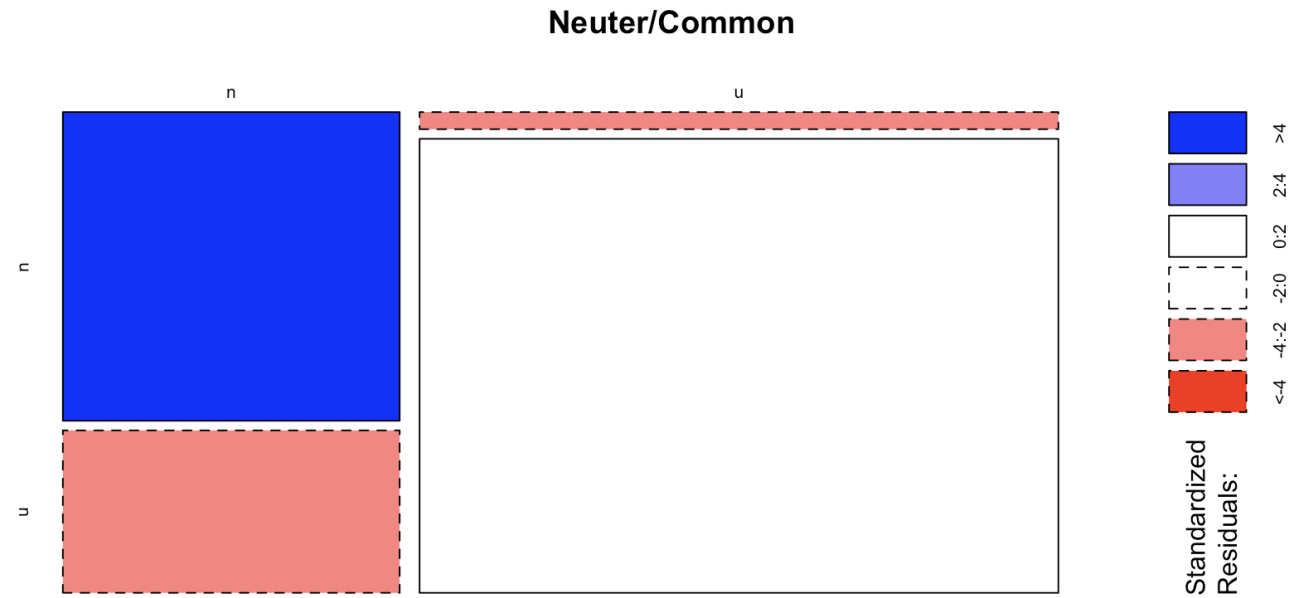 Neuter/Common
n
u
n
u
>4
2:4
0:2
-2:0
-4:-2
<-4
Standardized
Residuals: